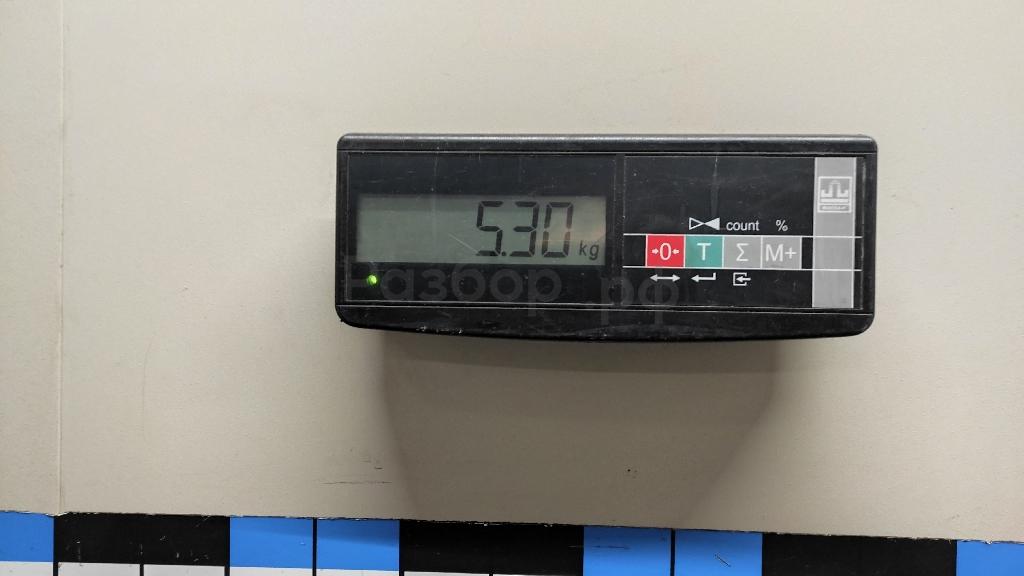 count %
5.30 kg
→0← T Σ M+
Разбор.рф